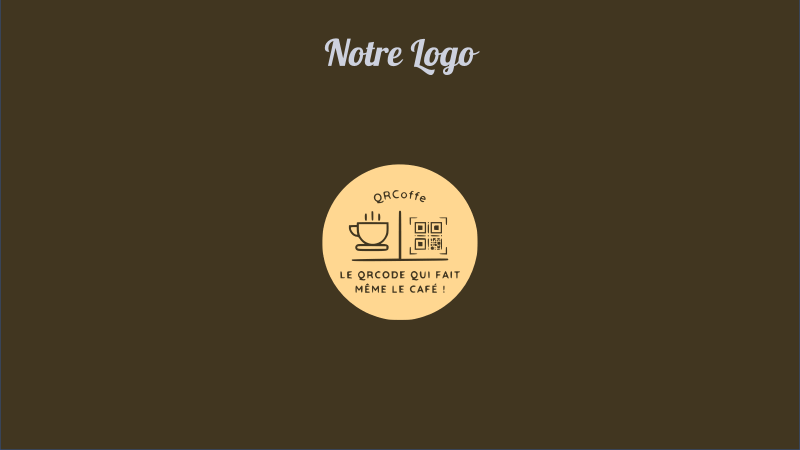 Notre Logo
QRCoffe
LE QRCODE QUI FAIT
MÊME LE CAFÉ !